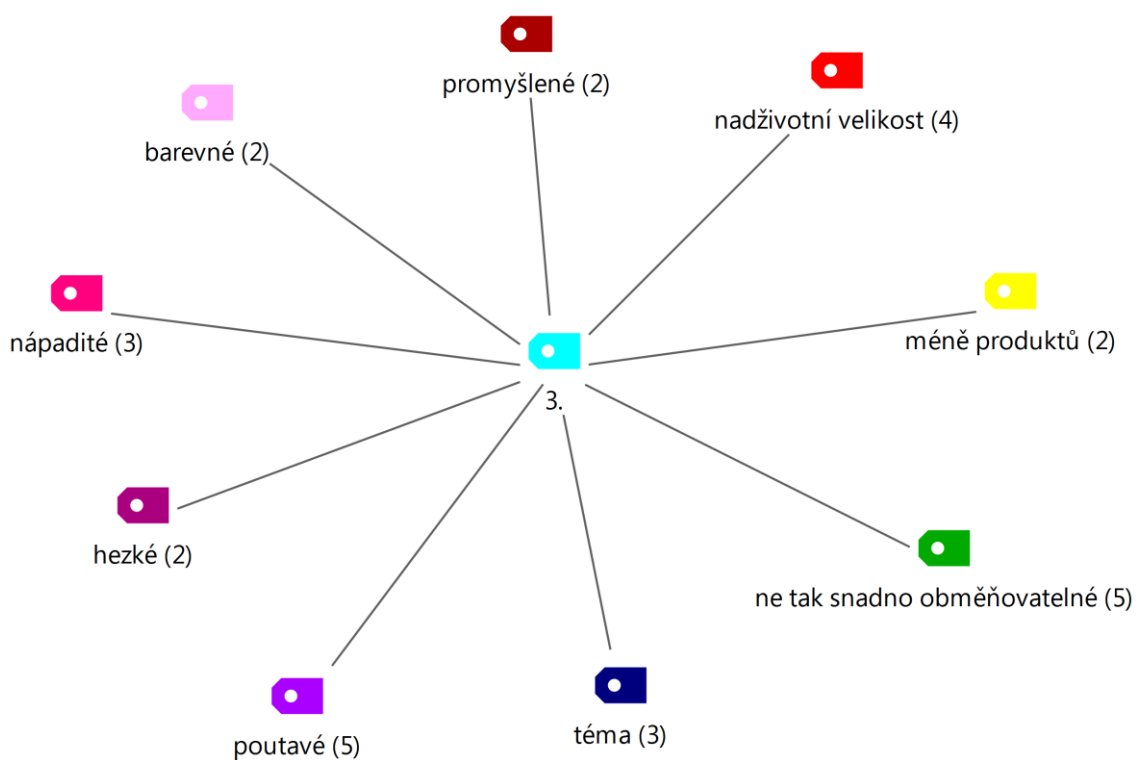 promyšlené (2)
nadživotní velikost (4)
barevné (2)
nápadité (3)
méně produktů (2)
3.
hezké (2)
ne tak snadno obměňovatelné (5)
poutavé (5)
téma (3)